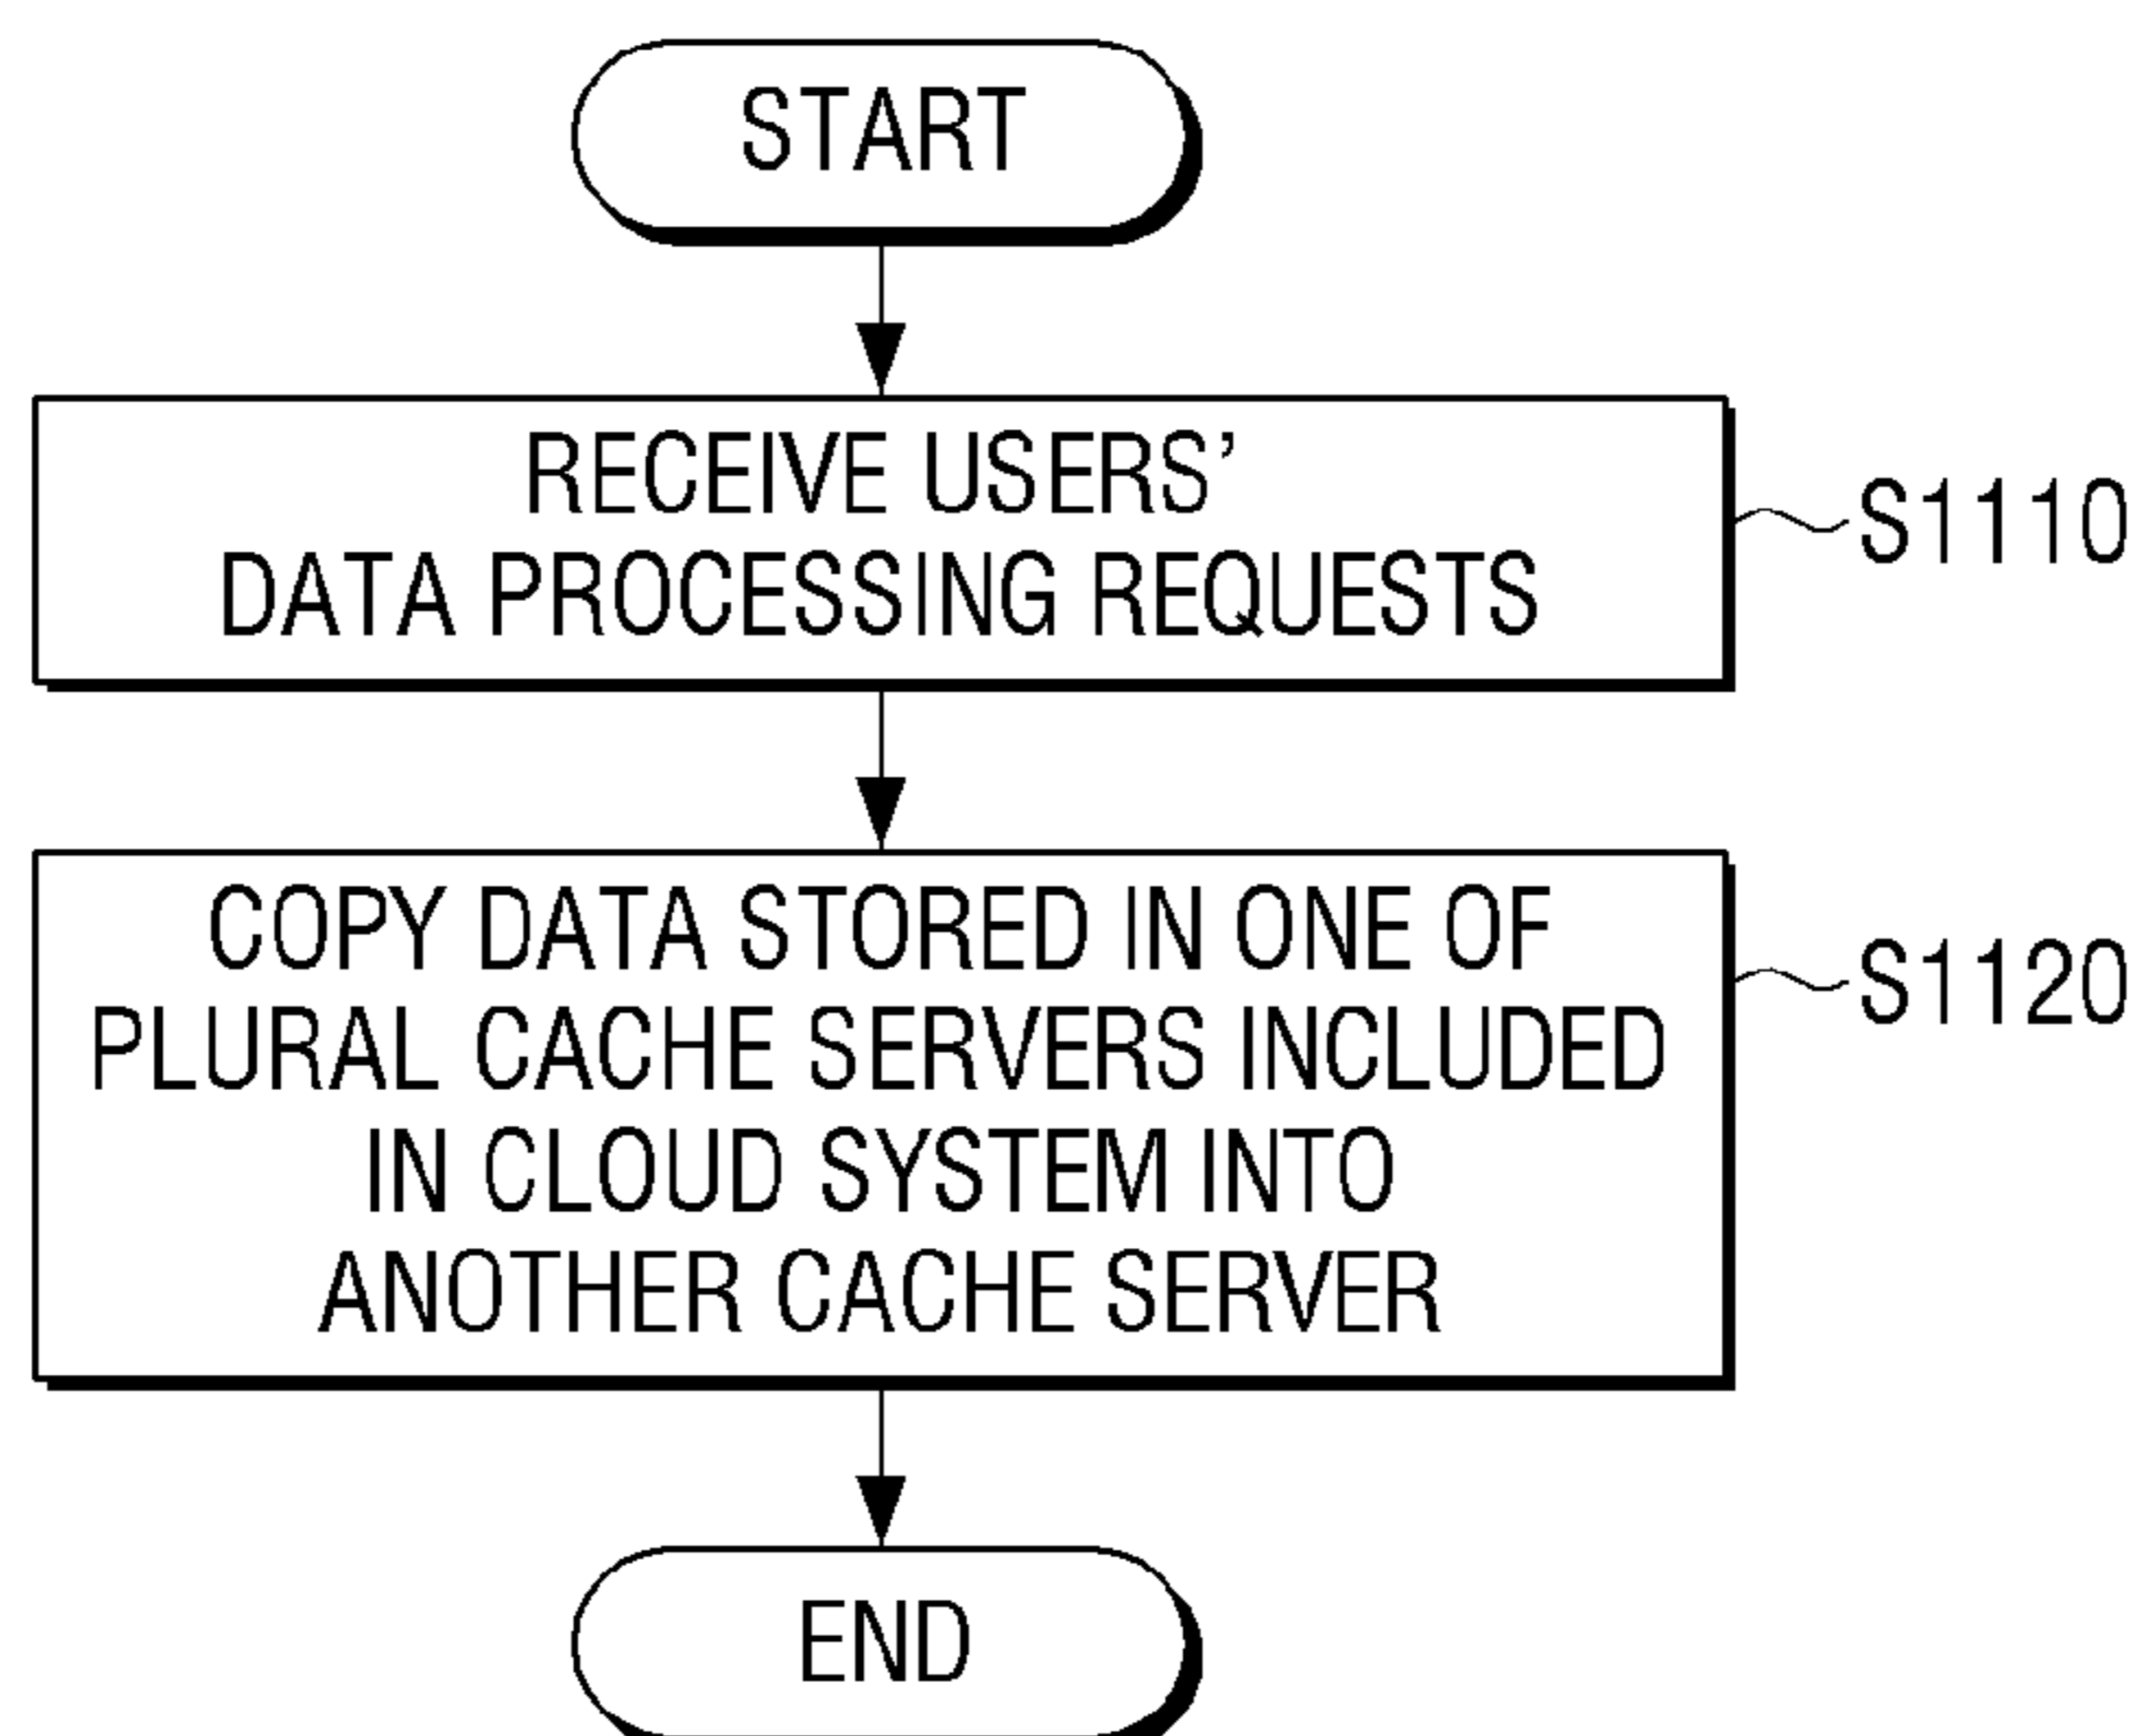 START
RECEIVE USERS’
DATA PROCESSING REQUESTS
S1110
COPY DATA STORED IN ONE OF
PLURAL CACHE SERVERS INCLUDED
IN CLOUD SYSTEM INTO
ANOTHER CACHE SERVER
S1120
END